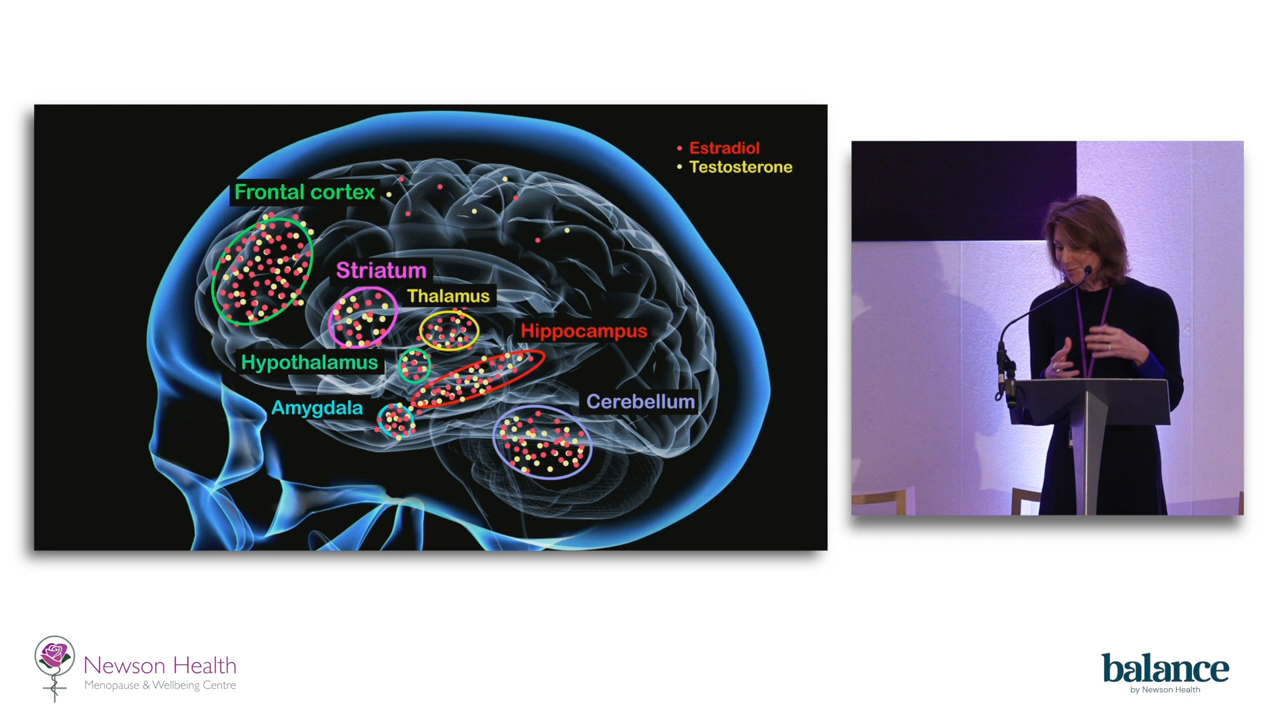 Estradiol
Testosterone
Frontal cortex
Striatum
Thalamus
Hippocampus
Hypothalamus
Cerebellum
Amygdala
Newson Health
Menopause & Wellbeing Centre
balance
by Newson Health